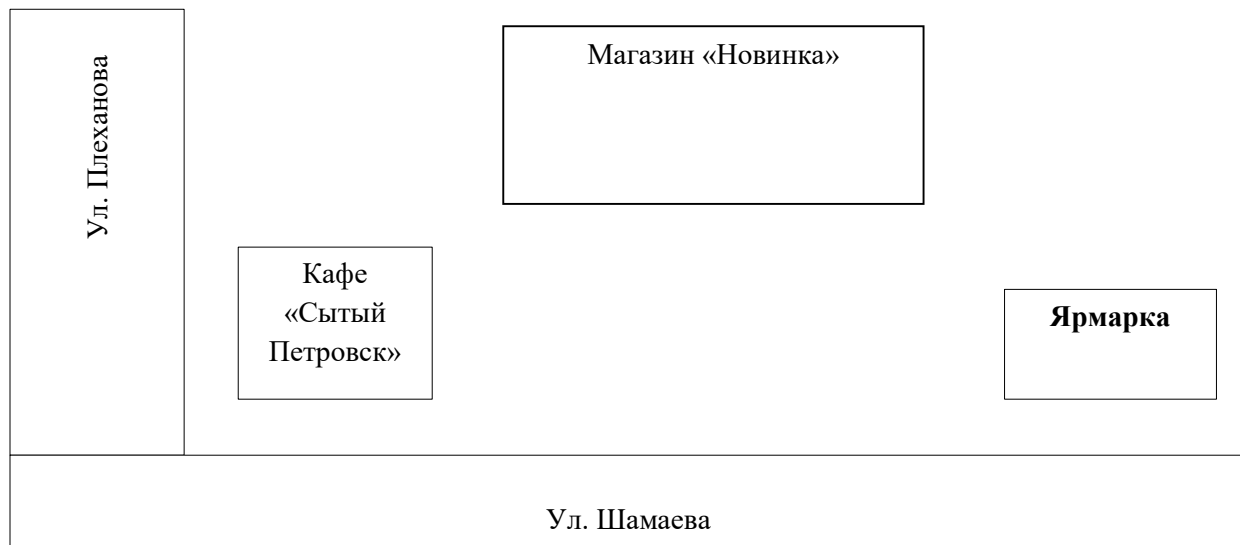 Ул. Плеханова
Магазин «Новинка»
Кафе
«Сытый
Петровск»
Ярмарка
Ул. Шамаева